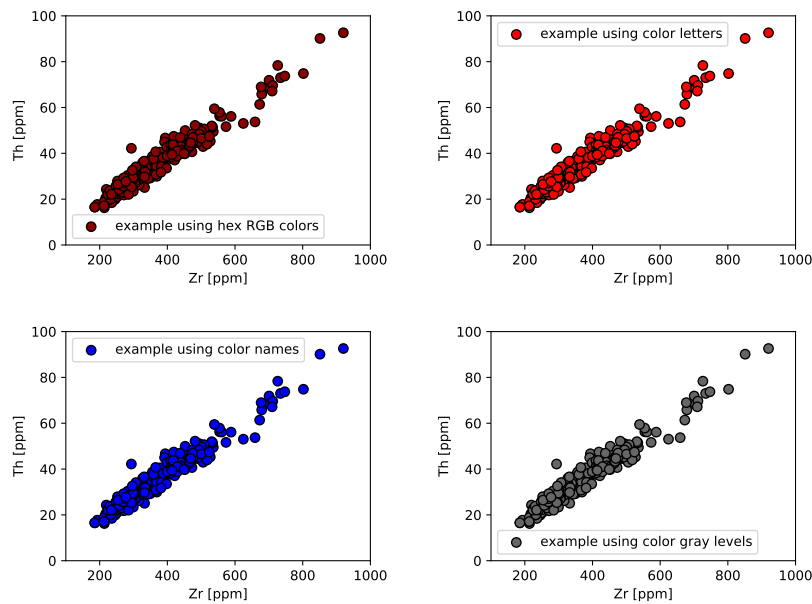 100
80
60
40
20
0
Th [ppm]
example using hex RGB colors
200 400 600 800 1000
Zr [ppm]
100
80
60
40
20
0
Th [ppm]
example using color letters
200 400 600 800 1000
Zr [ppm]
100
80
60
40
20
0
Th [ppm]
example using color names
200 400 600 800 1000
Zr [ppm]
100
80
60
40
20
0
Th [ppm]
example using color gray levels
200 400 600 800 1000
Zr [ppm]